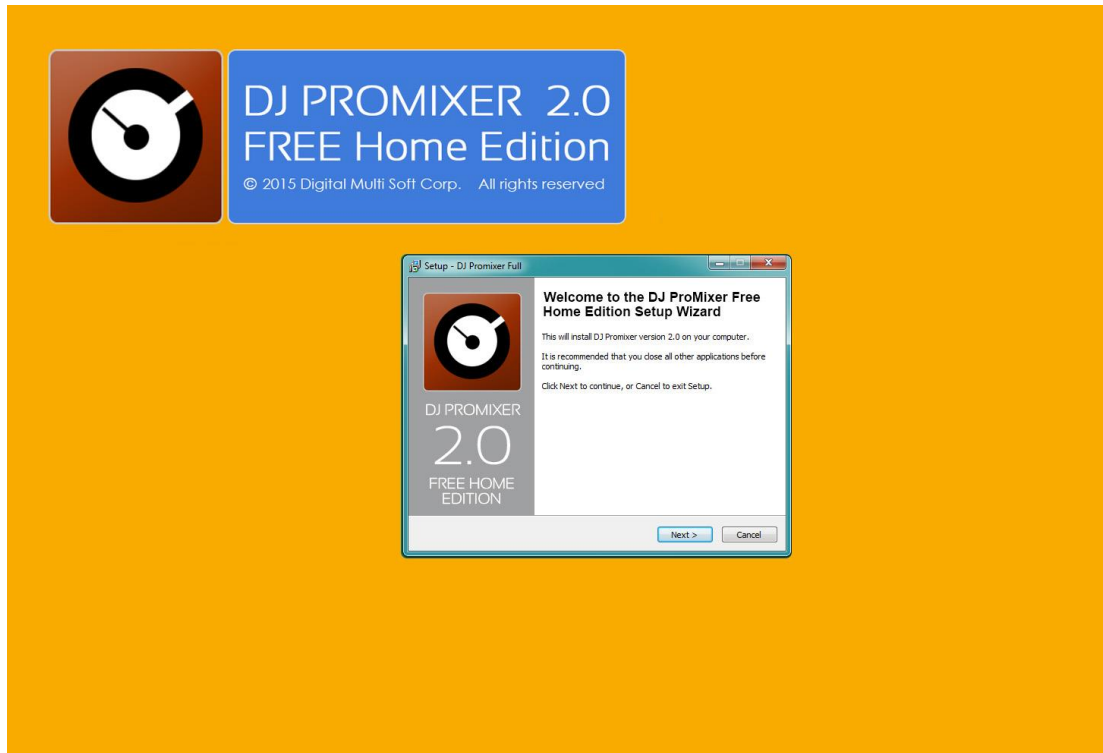 DJ PROMIXER 2.0
FREE Home Edition
© 2015 Digital Multi Soft Corp. All rights reserved
Setup - DJ Promixer Full
Welcome to the DJ ProMixer Free
Home Edition Setup Wizard
This will install DJ Promixer version 2.0 on your computer.
It is recommended that you close all other applications before
continuing.
Click Next to continue, or Cancel to exit Setup.
DJ PROMIXER
2.0
FREE HOME
EDITION
Next >
Cancel